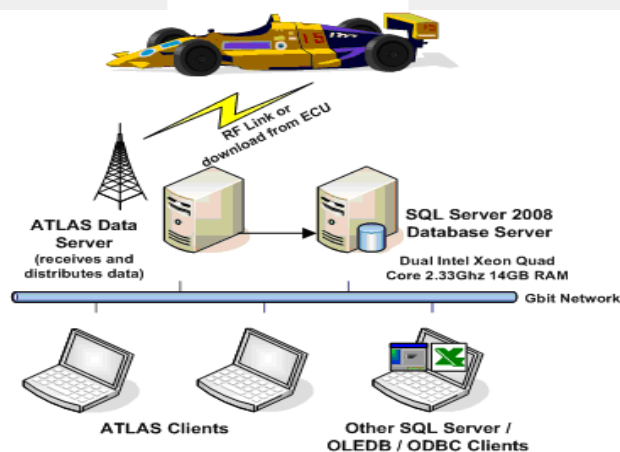 RF Link or
download from ECU
ATLAS Data
Server
(receives and
distributes data)
SQL Server 2008
Database Server
Dual Intel Xeon Quad
Core 2.33Ghz 14GB RAM
Gbit Network
ATLAS Clients
Other SQL Server /
OLEDB / ODBC Clients